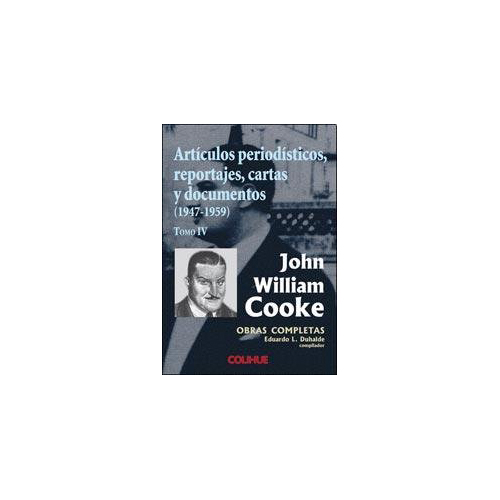 Artículos periodísticos,
reportajes, cartas
y documentos
(1947-1959)
TOMO IV
John
William
Cooke
OBRAS COMPLETAS
Eduardo L. Duhalde
compilador
COLIHUE